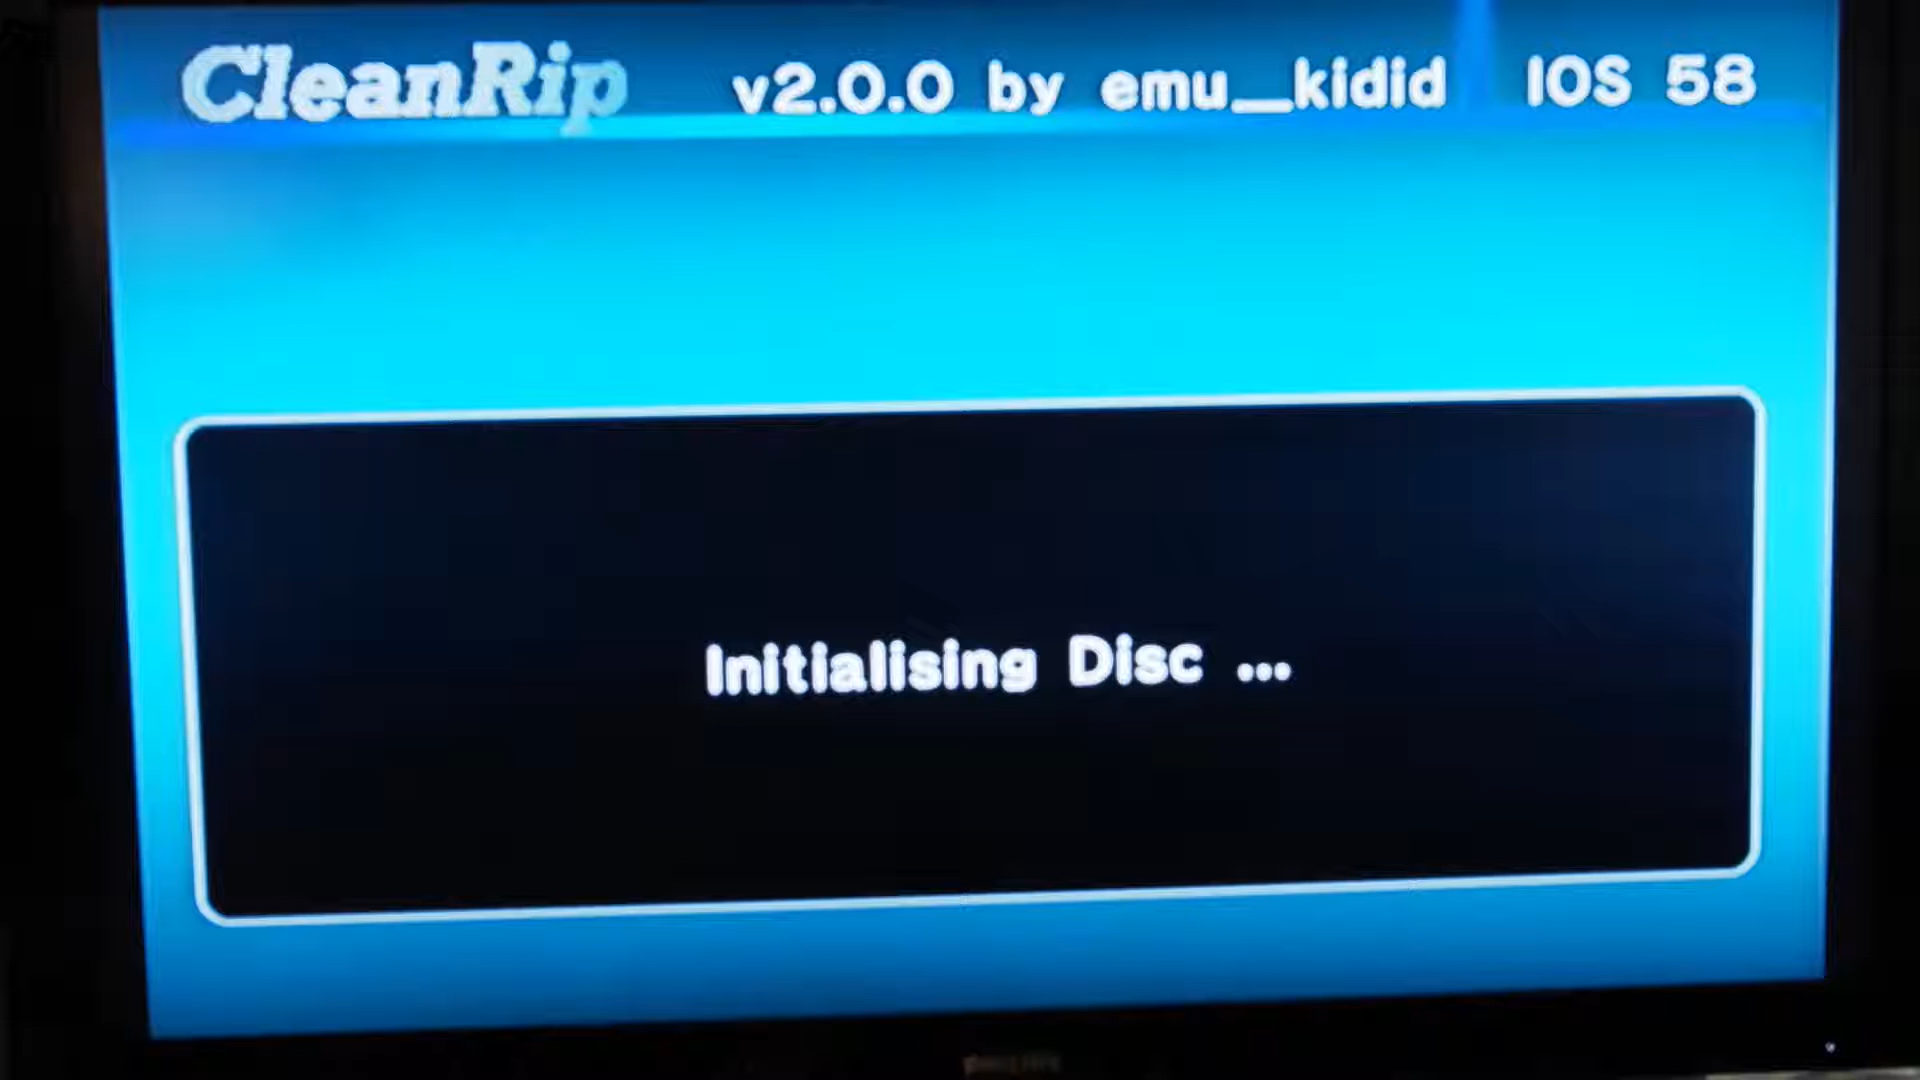 CleanRip v2.0.0 by emu_kidid IOS 58
Initialising Disc ...